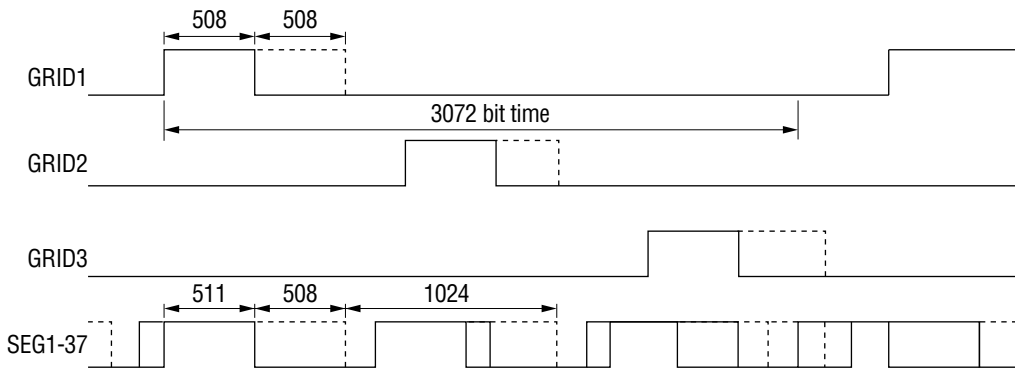 508 508
GRID1
3072 bit time
GRID2
GRID3
511 508 1024
SEG1-37